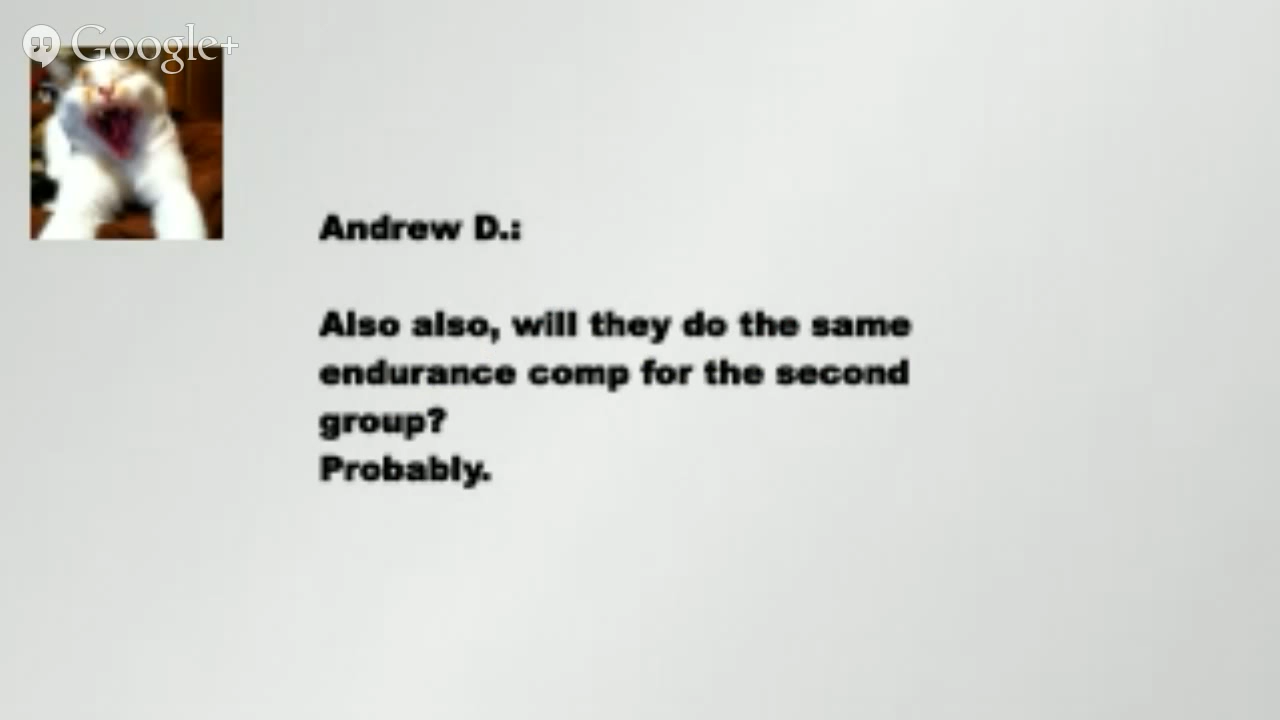 Google+
Andrew D.:
Also also, will they do the same
endurance comp for the second
group?
Probably.